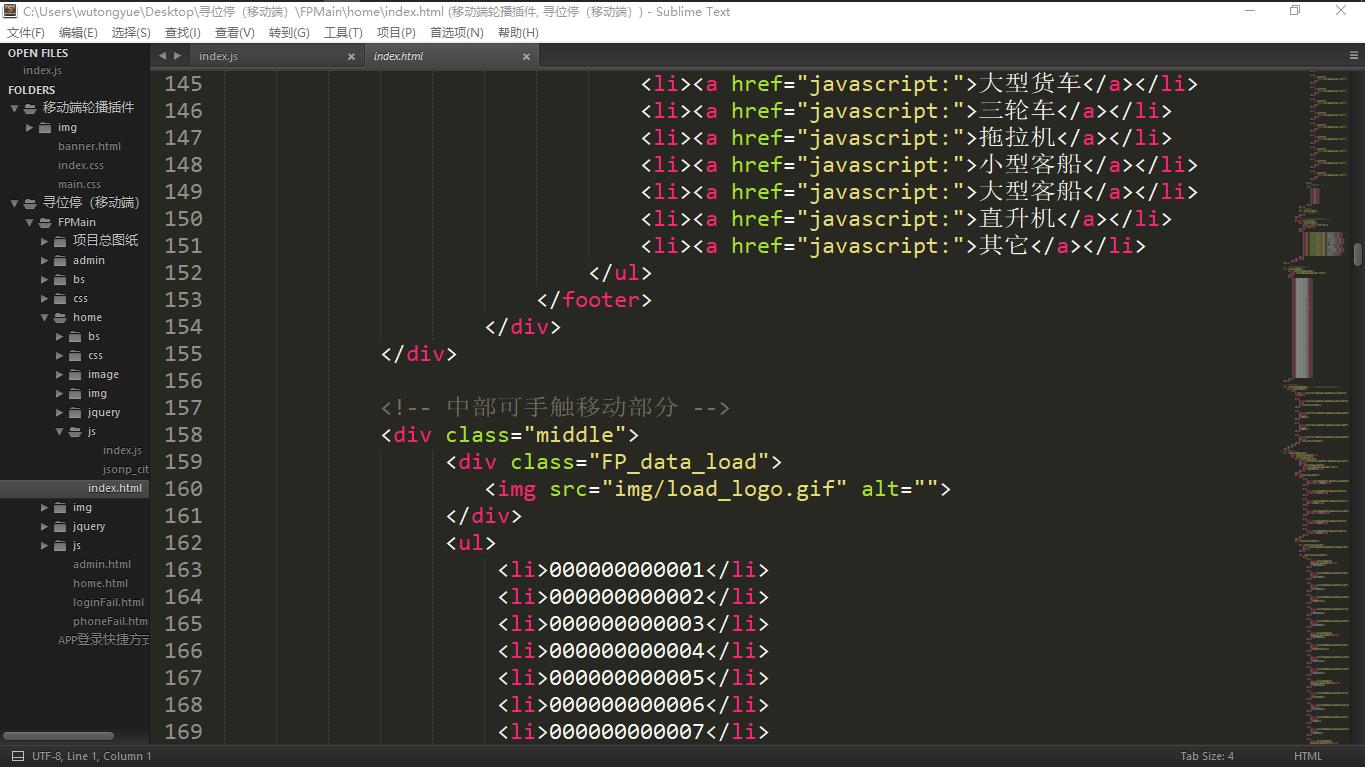 C:\Users\wutongyue\Desktop\寻位停（移动端）\FPMain\home\index.html (移动端轮播插件, 寻位停（移动端）) - Sublime Text
文件(F) 编辑(E) 选择(S) 查找(I) 查看(V) 转到(G) 工具(T) 项目(P) 首选项(N) 帮助(H)
OPEN FILES
index.js
FOLDERS
移动端轮播插件
img
banner.html
index.css
main.css
寻位停（移动端）
FPMain
项目总图纸
admin
bs
css
home
bs
css
image
img
jquery
js
index.js
jsonp_cit
index.html
img
jquery
js
admin.html
home.html
loginFail.html
phoneFail.htm
APP登录快捷方式
index.js × index.html ×
145 <li><a href="javascript:">大型货车</a></li>
146 <li><a href="javascript:">三轮车</a></li>
147 <li><a href="javascript:">拖拉机</a></li>
148 <li><a href="javascript:">小型客船</a></li>
149 <li><a href="javascript:">大型客船</a></li>
150 <li><a href="javascript:">直升机</a></li>
151 <li><a href="javascript:">其它</a></li>
152 </ul>
153 </footer>
154 </div>
155 </div>
156
157 <!-- 中部可手触移动部分 -->
158 <div class="middle">
159 <div class="FP_data_load">
160 <img src="img/load_logo.gif" alt="">
161 </div>
162 <ul>
163 <li>000000000001</li>
164 <li>000000000002</li>
165 <li>000000000003</li>
166 <li>000000000004</li>
167 <li>000000000005</li>
168 <li>000000000006</li>
169 <li>000000000007</li>
UTF-8, Line 1, Column 1 Tab Size: 4 HTML